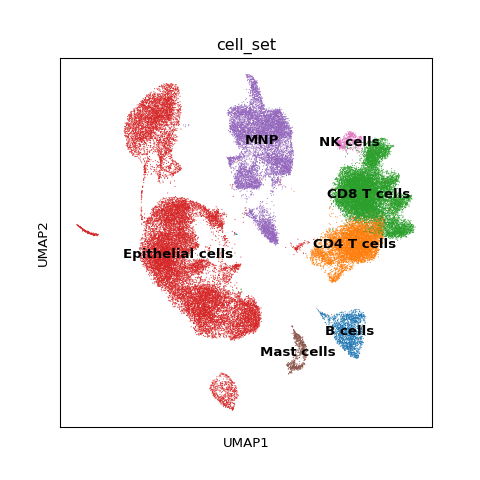 cell_set
MNP
NK cells
CD8 T cells
CD4 T cells
Epithelial cells
B cells
Mast cells
UMAP2
UMAP1